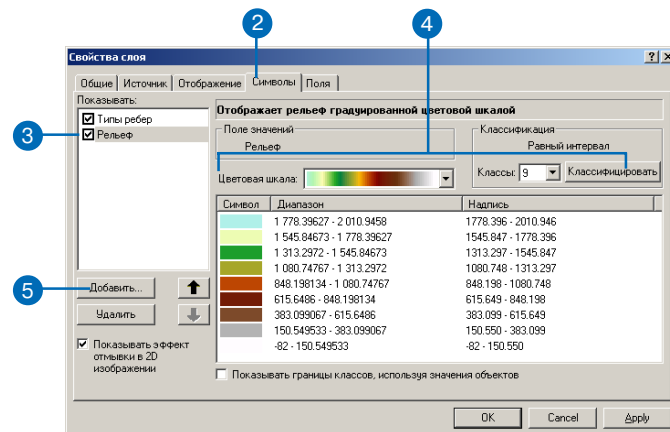 2
4
Свойства слоя
Общие Источник Отображение Символы Поля
Показывать:
3
Типы ребер
Рельеф
Отображает рельеф градуированной цветовой шкалой
Поле значений
Рельеф
Классификация
Равный интервал
Цветовая шкала:
Классы: 9 Классифицировать
Символ Диапазон Надпись
1 778.39627 - 2 010.9458 1778.396 - 2010.946
1 545.84673 - 1 778.39627 1545.847 - 1778.396
1 313.2972 - 1 545.84673 1313.297 - 1545.847
1 080.74767 - 1 313.2972 1080.748 - 1313.297
848.198134 - 1 080.74767 848.198 - 1080.748
615.6486 - 848.198134 615.649 - 848.198
383.099067 - 615.6486 383.099 - 615.649
150.549533 - 383.099067 150.550 - 383.099
-82 - 150.549533 -82 - 150.550
5
Добавить...
Удалить
Показывать эффект
отмывки в 2D
изображении
Показывать границы классов, используя значения объектов
OK Cancel Apply